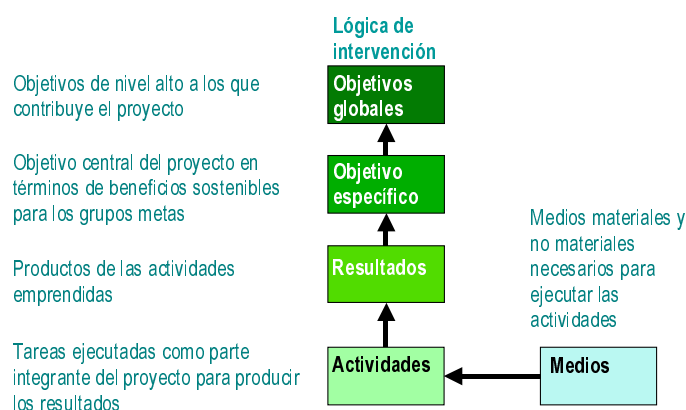 Lógica de
intervención
Objetivos de nivel alto a los que
contribuye el proyecto
Objetivos
globales
Objetivo central del proyecto en
términos de beneficios sostenibles
para los grupos metas
Objetivo
específico
Productos de las actividades
emprendidas
Resultados
Medios materiales y
no materiales
necesarios para
ejecutar las
actividades
Tareas ejecutadas como parte
integrante del proyecto para producir
los resultados
Actividades
Medios